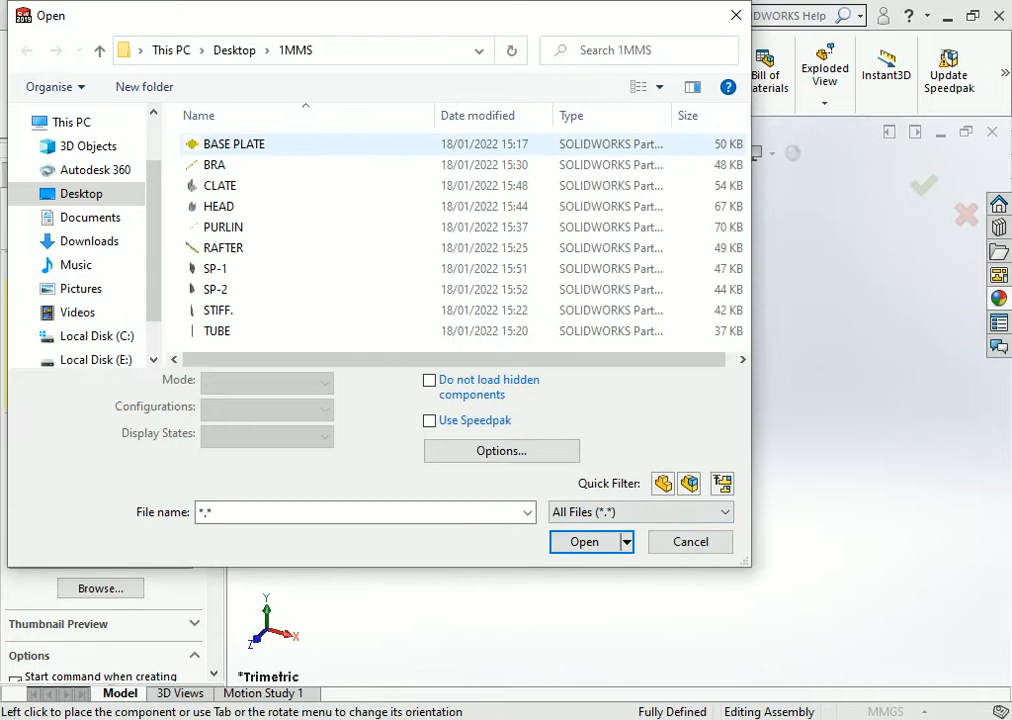 2019 Open
DWORKS Help
This PC > Desktop > 1MMS
Search 1MMS
Bill of
aterials
Exploded
View
Instant3D
Update
Speedpak
Organise
New folder
Name
Date modified
Type
Size
This PC
3D Objects
Autodesk 360
Desktop
Documents
Downloads
Music
Pictures
Videos
Local Disk (C:)
Local Disk (E:)
BASE PLATE 18/01/2022 15:17 SOLIDWORKS Part... 50 KB
BRA 18/01/2022 15:30 SOLIDWORKS Part... 48 KB
CLATE 18/01/2022 15:48 SOLIDWORKS Part... 54 KB
HEAD 18/01/2022 15:44 SOLIDWORKS Part... 67 KB
PURLIN 18/01/2022 15:37 SOLIDWORKS Part... 70 KB
RAFTER 18/01/2022 15:25 SOLIDWORKS Part... 49 KB
SP-1 18/01/2022 15:51 SOLIDWORKS Part... 47 KB
SP-2 18/01/2022 15:52 SOLIDWORKS Part... 44 KB
STIFF. 18/01/2022 15:22 SOLIDWORKS Part... 42 KB
TUBE 18/01/2022 15:20 SOLIDWORKS Part... 37 KB
Mode:
Configurations:
Display States:
Do not load hidden
components
Use Speedpak
Options...
Quick Filter:
File name: *.*
All Files (*.*)
Open
Cancel
Browse...
Thumbnail Preview
Options
Start command when creating
Y
X
Z
*Trimetric
Model
3D Views
Motion Study 1
Left click to place the component or use Tab or the rotate menu to change its orientation
Fully Defined
Editing Assembly
MMGS